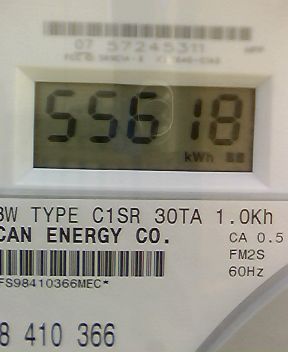 07 57245311
55618
kWh
3W TYPE C1SR 30TA 1.0Kh
CAN ENERGY CO.
CA 0.5
FM2S
60Hz
FS98410366MEC*
8 410 366